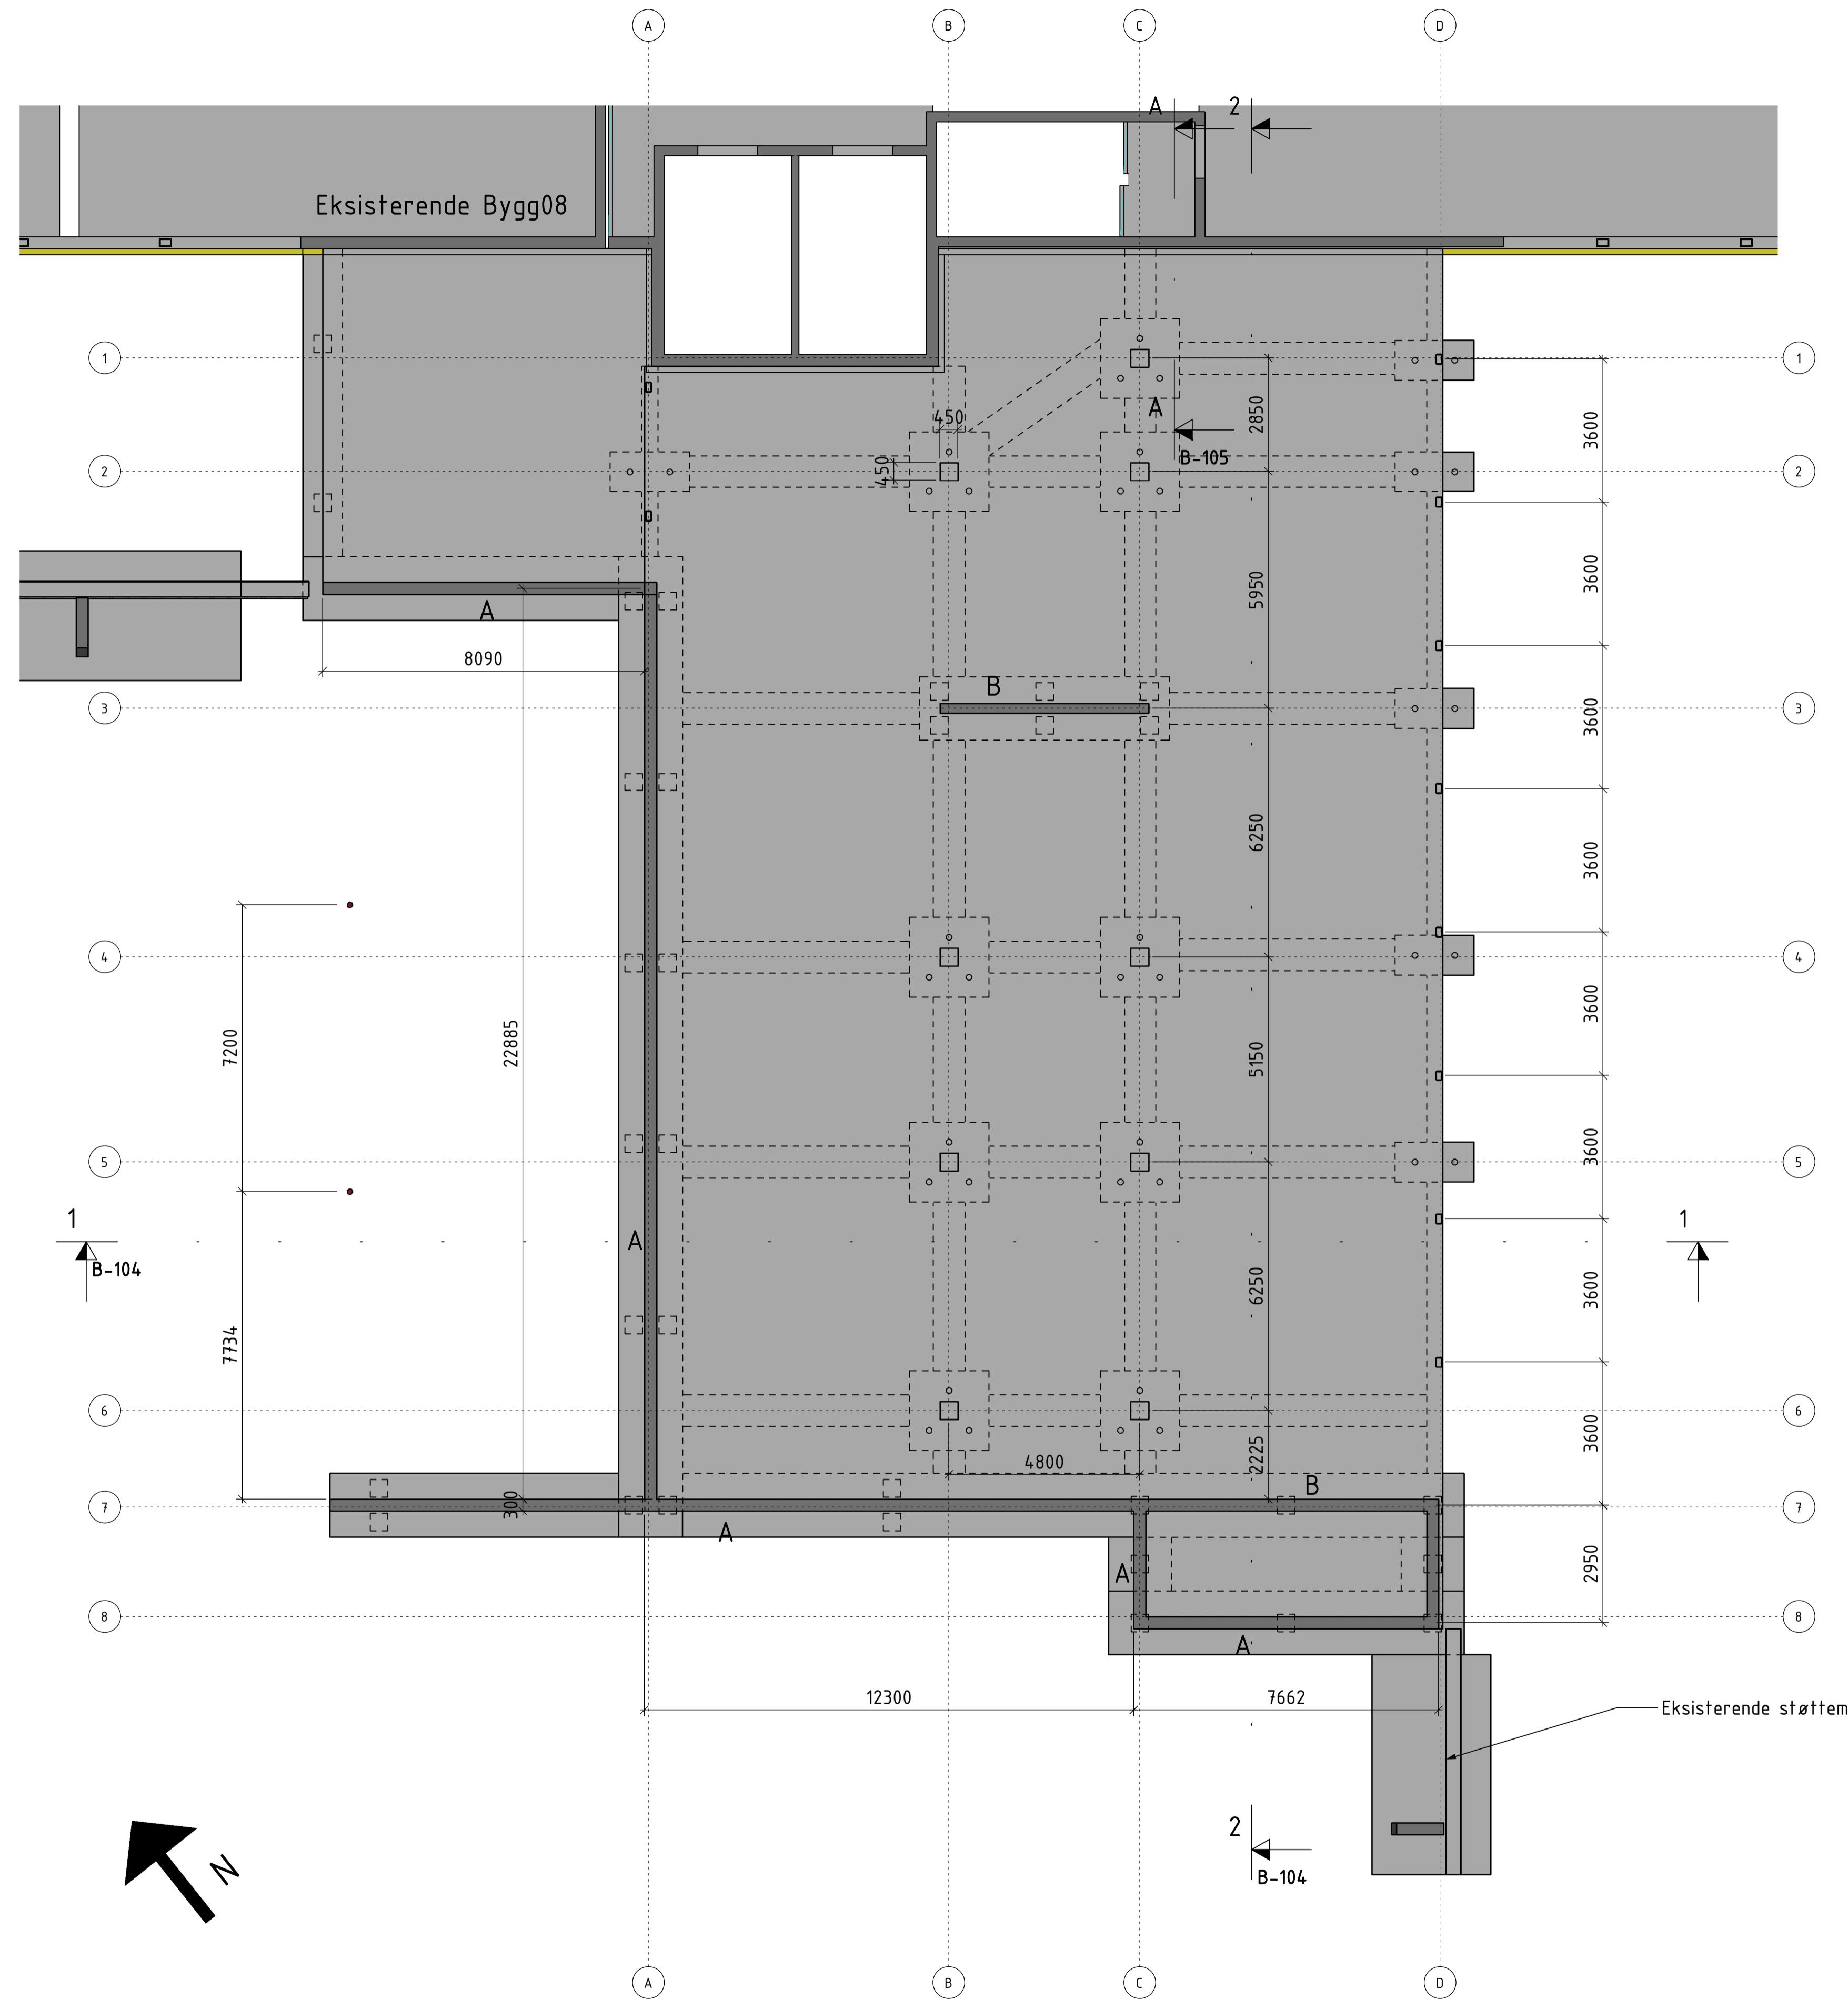 A
B
C
D
A
2
Eksisterende Bygg08
1
1
2850
3600
450
A
B-105
450
2
2
3600
5950
A
8090
B
3
3
3600
6250
3600
4
4
3600
7200
22885
5150
3600
5
5
1
1
A
B-104
6250
3600
7734
6
6
3600
2225
4800
B
300
7
7
A
A
2950
8
8
A
12300
7662
Eksisterende støttem
2
B-104
N
A
B
C
D